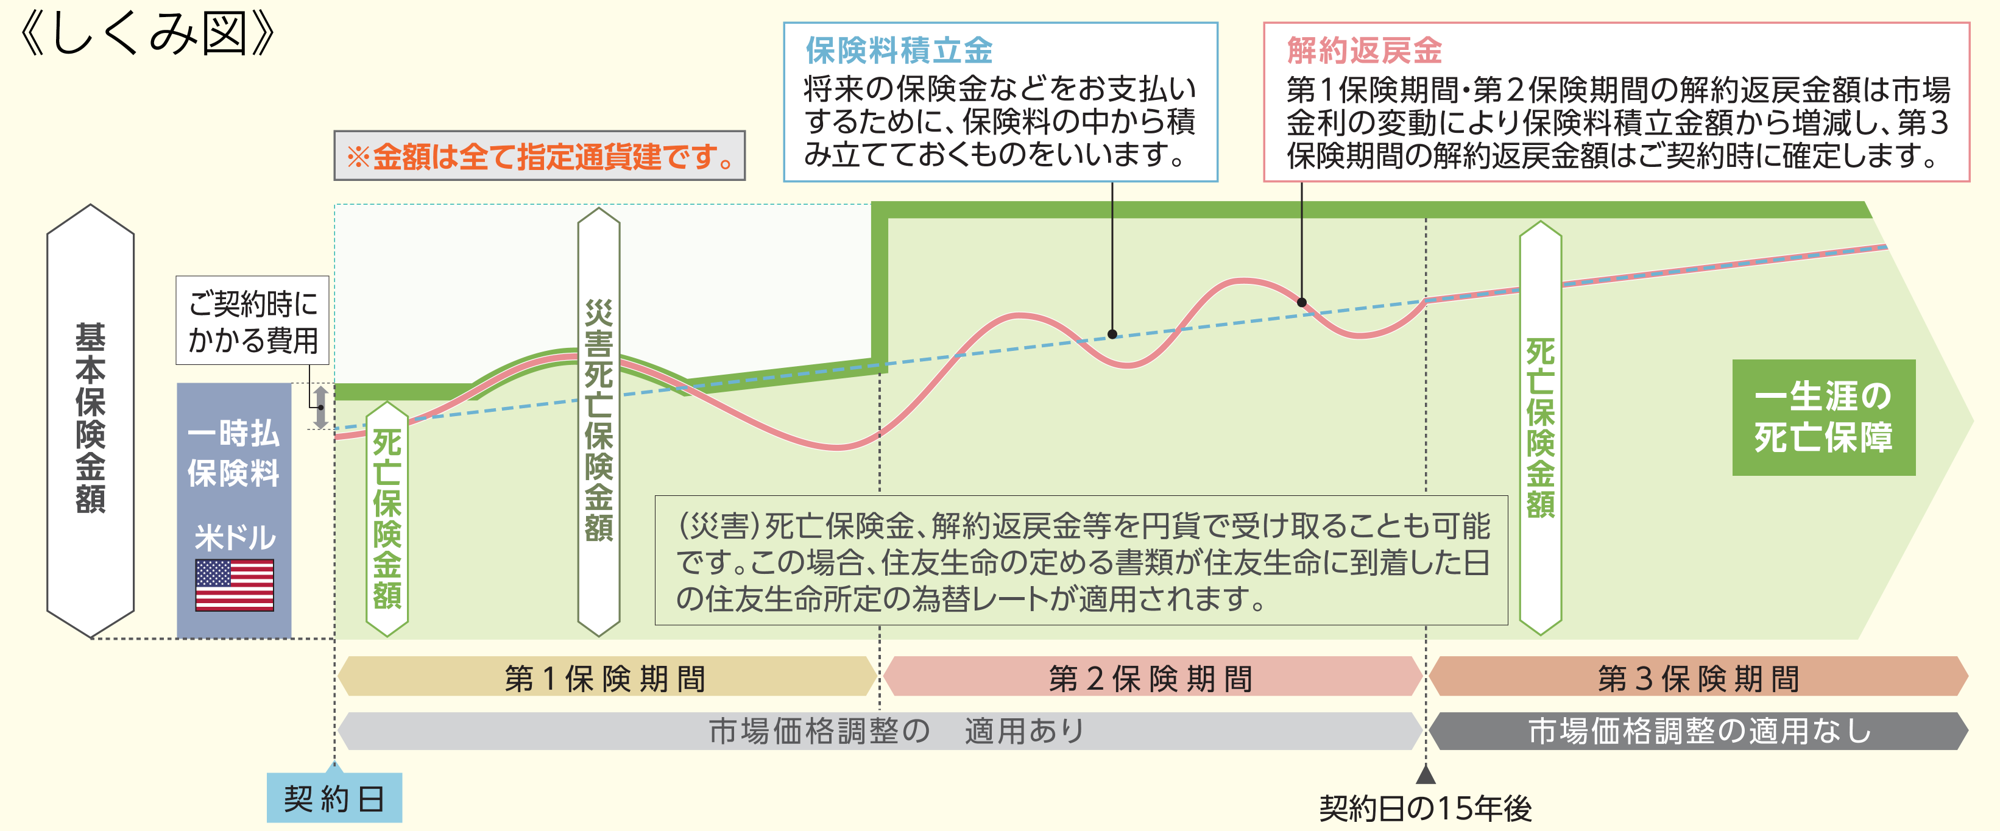 《しくみ図》
保険料積立金
将来の保険金などをお支払い
するために、保険料の中から積
み立てておくものをいいます。
解約返戻金
第1保険期間・第2保険期間の解約返戻金額は市場
金利の変動により保険料積立金額から増減し、第3
保険期間の解約返戻金額はご契約時に確定します。
※金額は全て指定通貨建です。
基本保険金額
ご契約時に
かかる費用
一時払
保険料
米ドル
死亡保険金額
災害死亡保険金額
死亡保険金額
一生涯の
死亡保障
(災害)死亡保険金、解約返戻金等を円貨で受け取ることも可能
です。この場合、住友生命の定める書類が住友生命に到着した日
の住友生命所定の為替レートが適用されます。
第1保険期間
第2保険期間
第3保険期間
市場価格調整の　適用あり
市場価格調整の適用なし
契約日
契約日の15年後